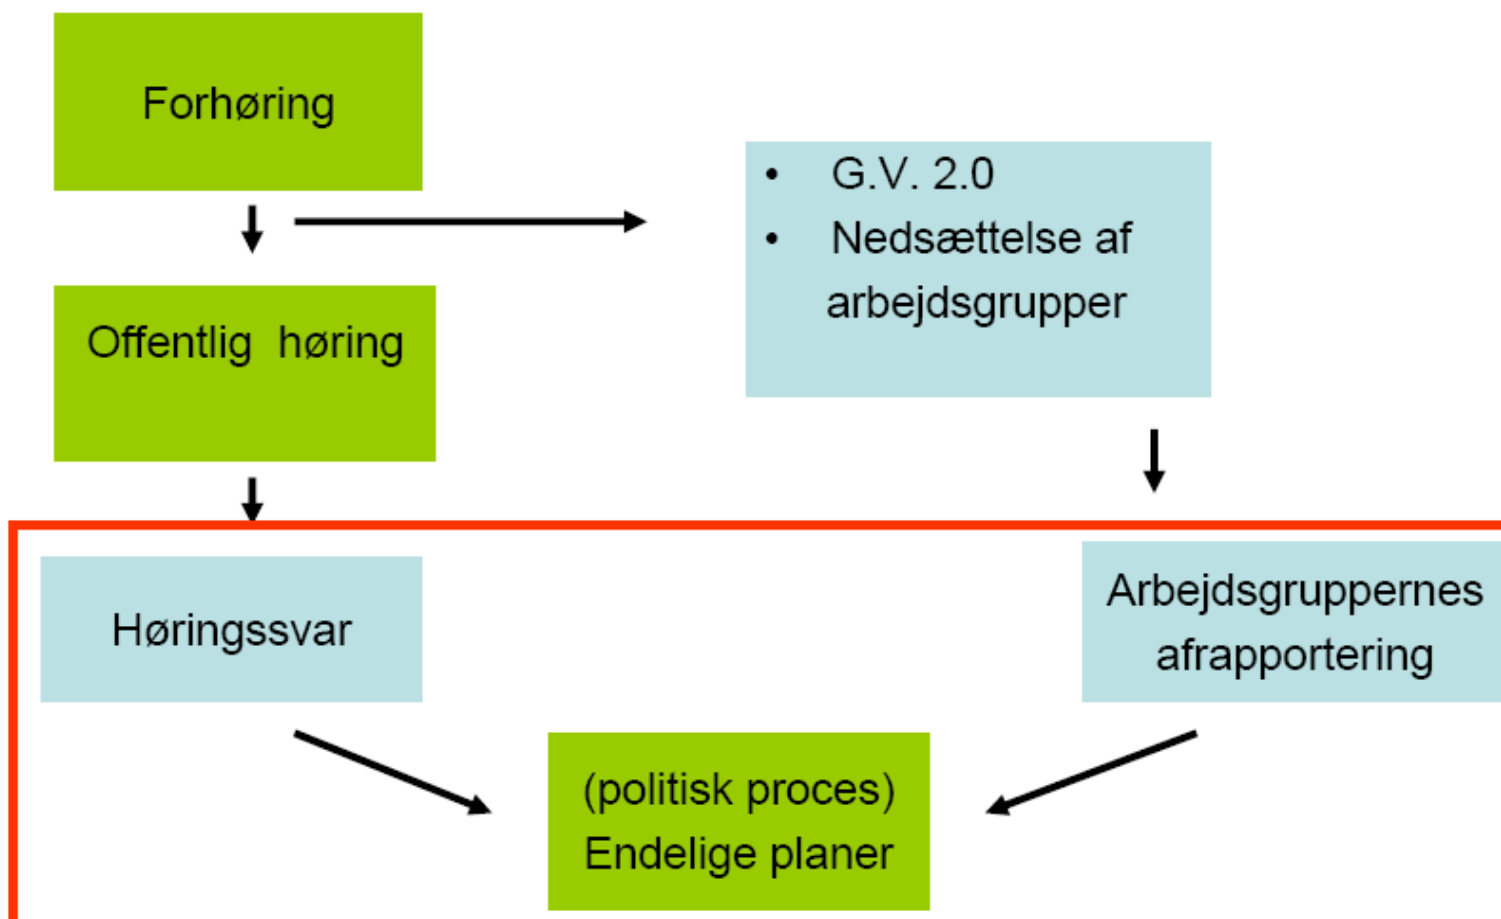 Forhøring
• G.V. 2.0
• Nedsættelse af
arbejdsgrupper
Offentlig høring
Høringssvar
Arbejdsgruppernes
afrapportering
(politisk proces)
Endelige planer